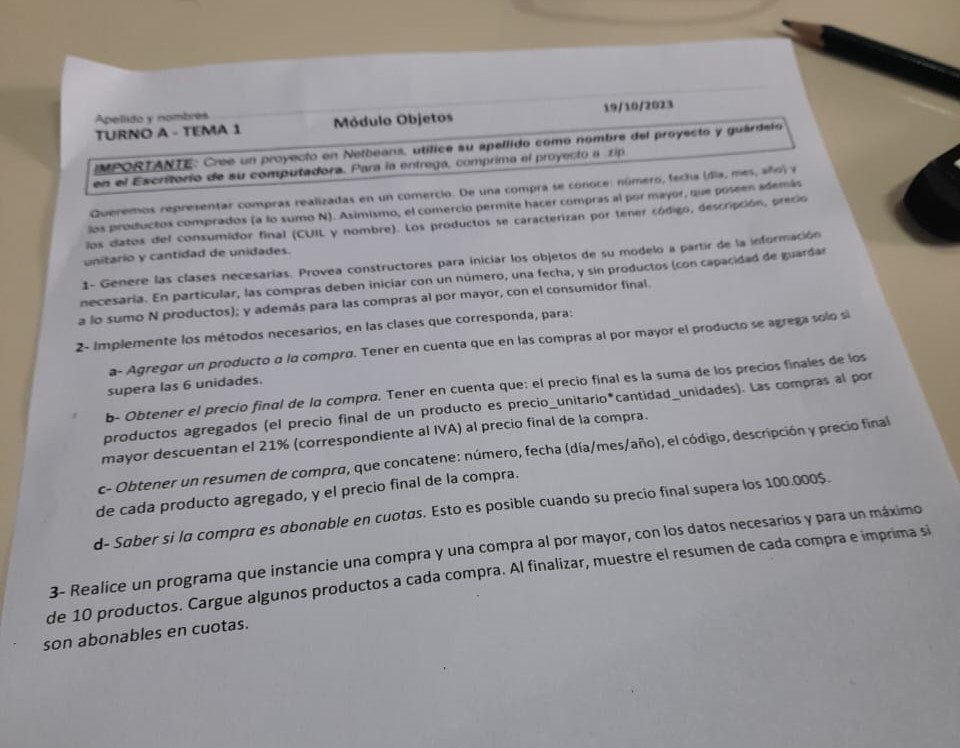 Apellido y nombres
TURNO A - TEMA 1 Módulo Objetos 19/10/2023
IMPORTANTE: Cree un proyecto en Netbeans, utilice su apellido como nombre del proyecto y guárdelo
en el Escritorio de su computadora. Para la entrega, comprima el proyecto a .zip
Queremos representar compras realizadas en un comercio. De una compra se conoce: número, fecha (día, mes, año) y
los productos comprados (a lo sumo N). Asimismo, el comercio permite hacer compras al por mayor, que poseen además
los datos del consumidor final (CUIL y nombre). Los productos se caracterizan por tener código, descripción, precio
unitario y cantidad de unidades.
1- Genere las clases necesarias. Provea constructores para iniciar los objetos de su modelo a partir de la información
necesaria. En particular, las compras deben iniciar con un número, una fecha, y sin productos (con capacidad de guardar
a lo sumo N productos); y además para las compras al por mayor, con el consumidor final.
2- Implemente los métodos necesarios, en las clases que corresponda, para:
a- Agregar un producto a la compra. Tener en cuenta que en las compras al por mayor el producto se agrega solo si
supera las 6 unidades.
b- Obtener el precio final de la compra. Tener en cuenta que: el precio final es la suma de los precios finales de los
productos agregados (el precio final de un producto es precio_unitario*cantidad_unidades). Las compras al por
mayor descuentan el 21% (correspondiente al IVA) al precio final de la compra.
c- Obtener un resumen de compra, que concatene: número, fecha (día/mes/año), el código, descripción y precio final
de cada producto agregado, y el precio final de la compra.
d- Saber si la compra es abonable en cuotas. Esto es posible cuando su precio final supera los 100.000$.
3- Realice un programa que instancie una compra y una compra al por mayor, con los datos necesarios y para un máximo
de 10 productos. Cargue algunos productos a cada compra. Al finalizar, muestre el resumen de cada compra e imprima si
son abonables en cuotas.